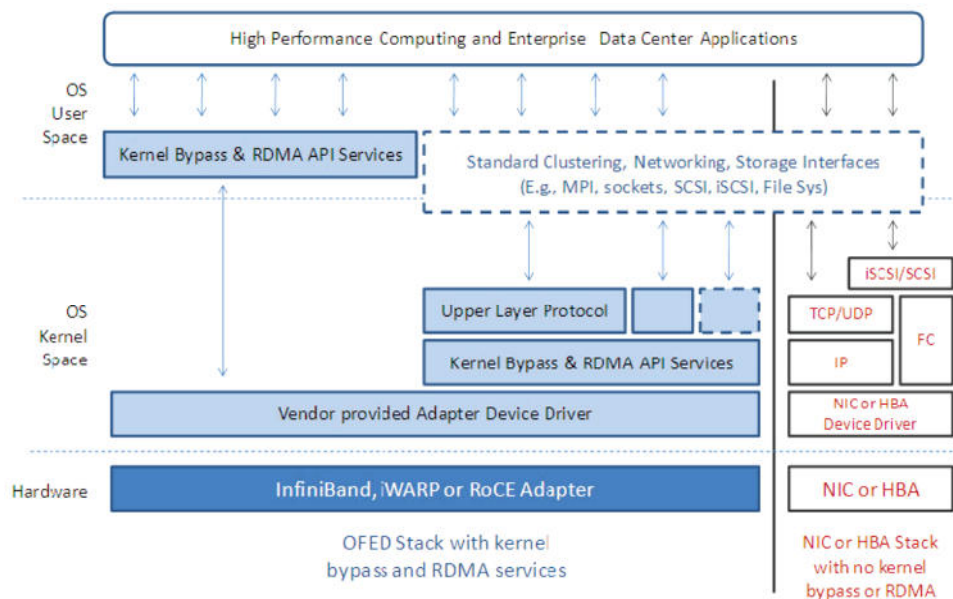 High Performance Computing and Enterprise Data Center Applications
OS
User
Space
Kernel Bypass & RDMA API Services
Standard Clustering, Networking, Storage Interfaces
(E.g., MPI, sockets, SCSI, iSCSI, File Sys)
OS
Kernel
Space
Upper Layer Protocol
Kernel Bypass & RDMA API Services
Vendor provided Adapter Device Driver
iSCSI/SCSI
TCP/UDP
FC
IP
NIC or HBA
Device Driver
Hardware
InfiniBand, iWARP or RoCE Adapter
NIC or HBA
OFED Stack with kernel
bypass and RDMA services
NIC or HBA Stack
with no kernel
bypass or RDMA